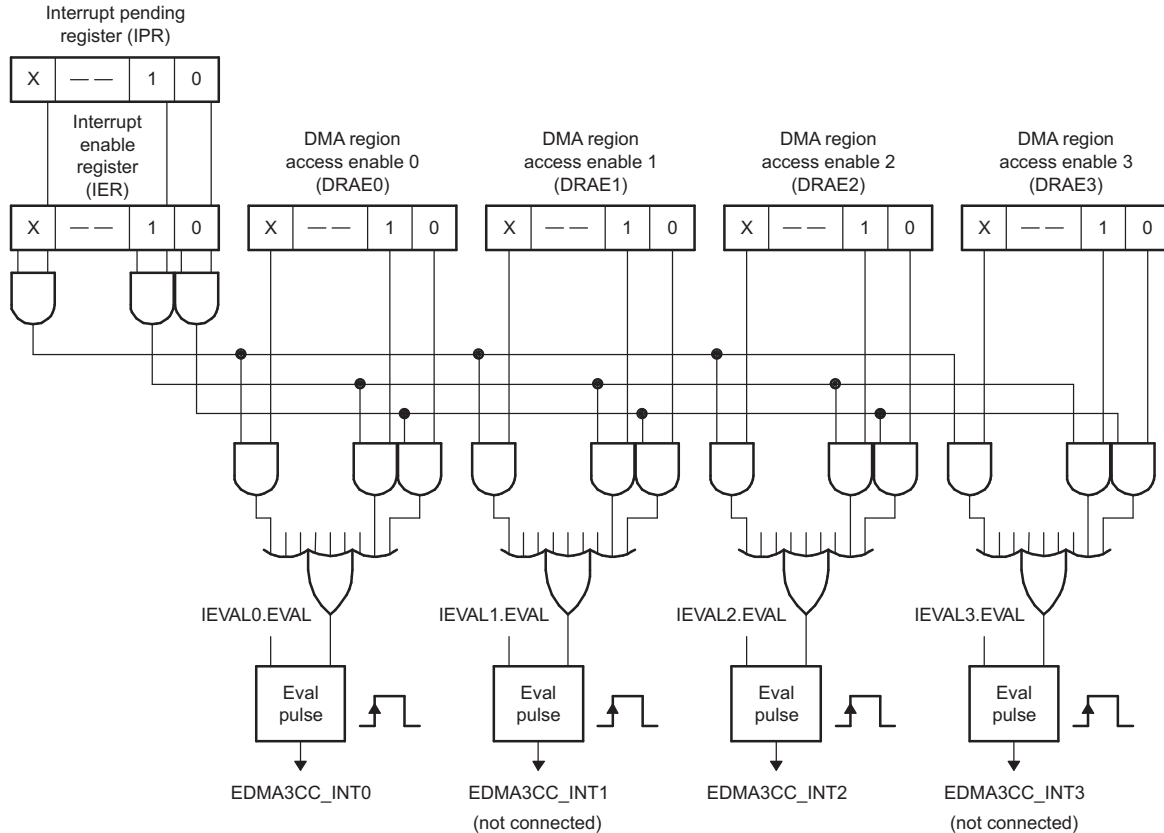 Interrupt pending
register (IPR)
X — — 1 0
Interrupt
enable
register
(IER)
DMA region
access enable 0
(DRAE0)
DMA region
access enable 1
(DRAE1)
DMA region
access enable 2
(DRAE2)
DMA region
access enable 3
(DRAE3)
X — — 1 0
X — — 1 0
X — — 1 0
X — — 1 0
X — — 1 0
IEVAL0.EVAL
IEVAL1.EVAL
IEVAL2.EVAL
IEVAL3.EVAL
Eval
pulse
Eval
pulse
Eval
pulse
Eval
pulse
EDMA3CC_INT0
EDMA3CC_INT1
(not connected)
EDMA3CC_INT2
EDMA3CC_INT3
(not connected)